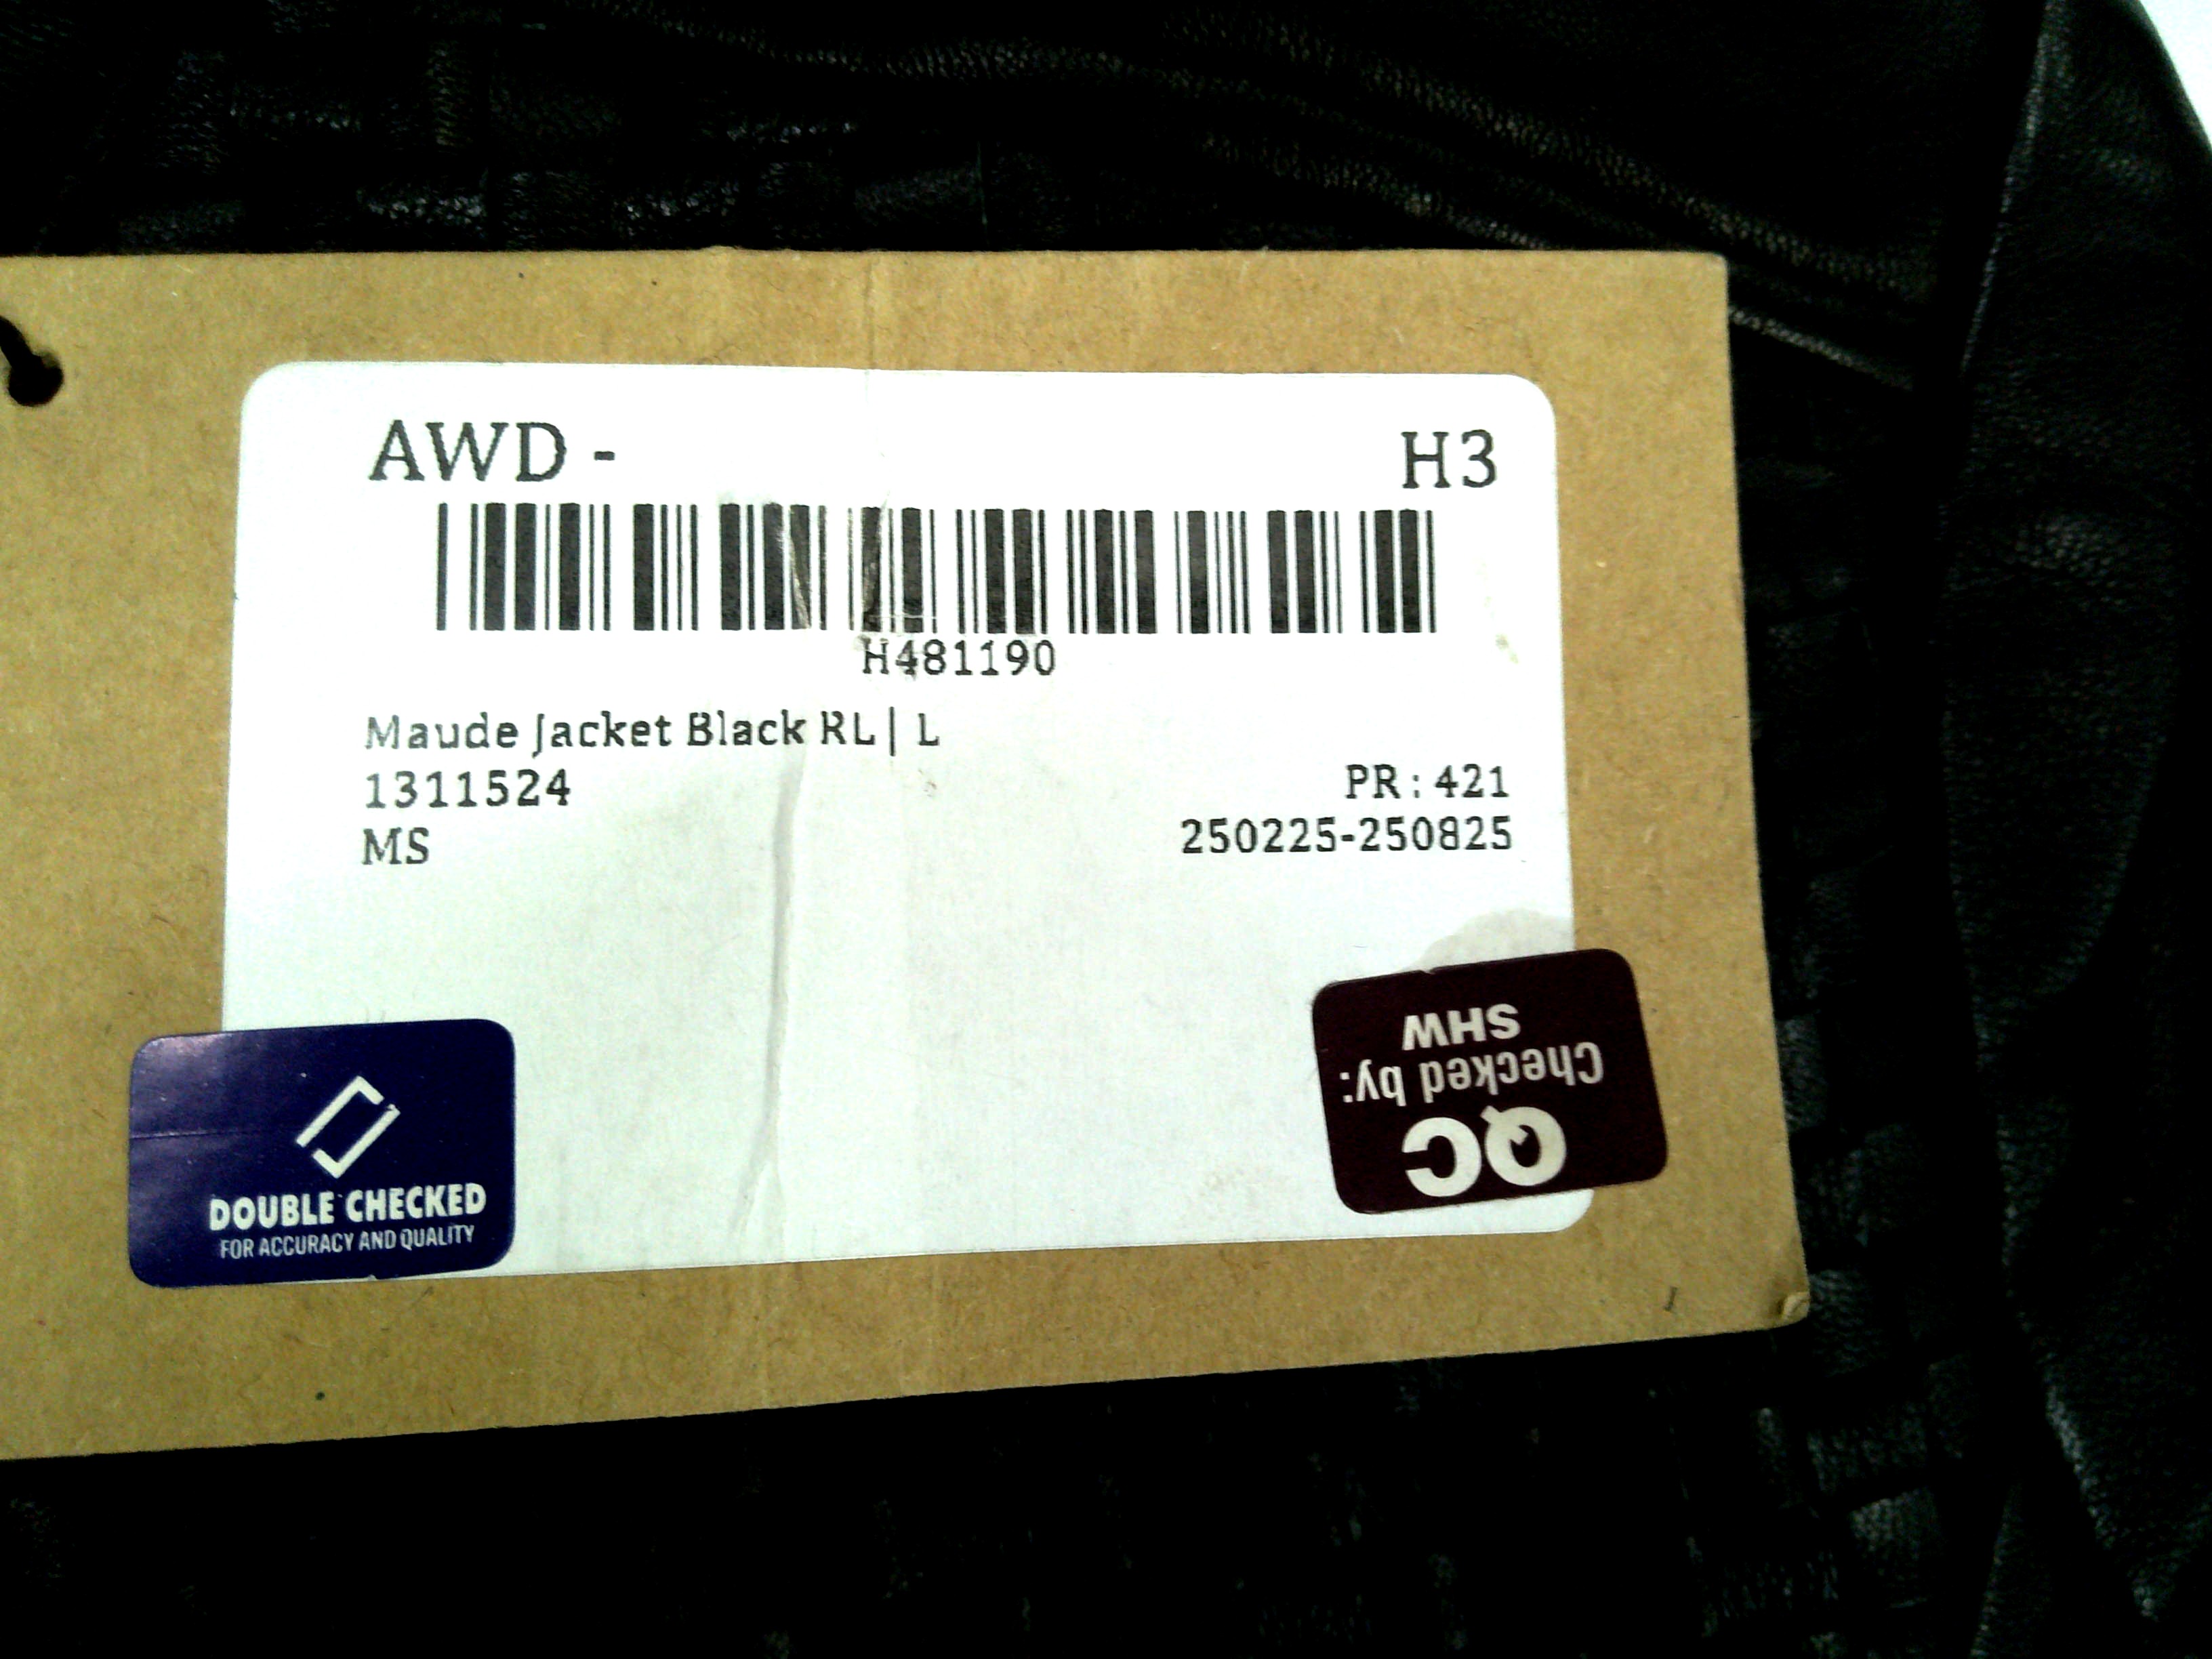 AWD - H3
H481190
Maude Jacket Black RL | L
1311524 PR : 421
MS 250225-250825
DOUBLE CHECKED
FOR ACCURACY AND QUALITY
QC
Checked by:
SHW